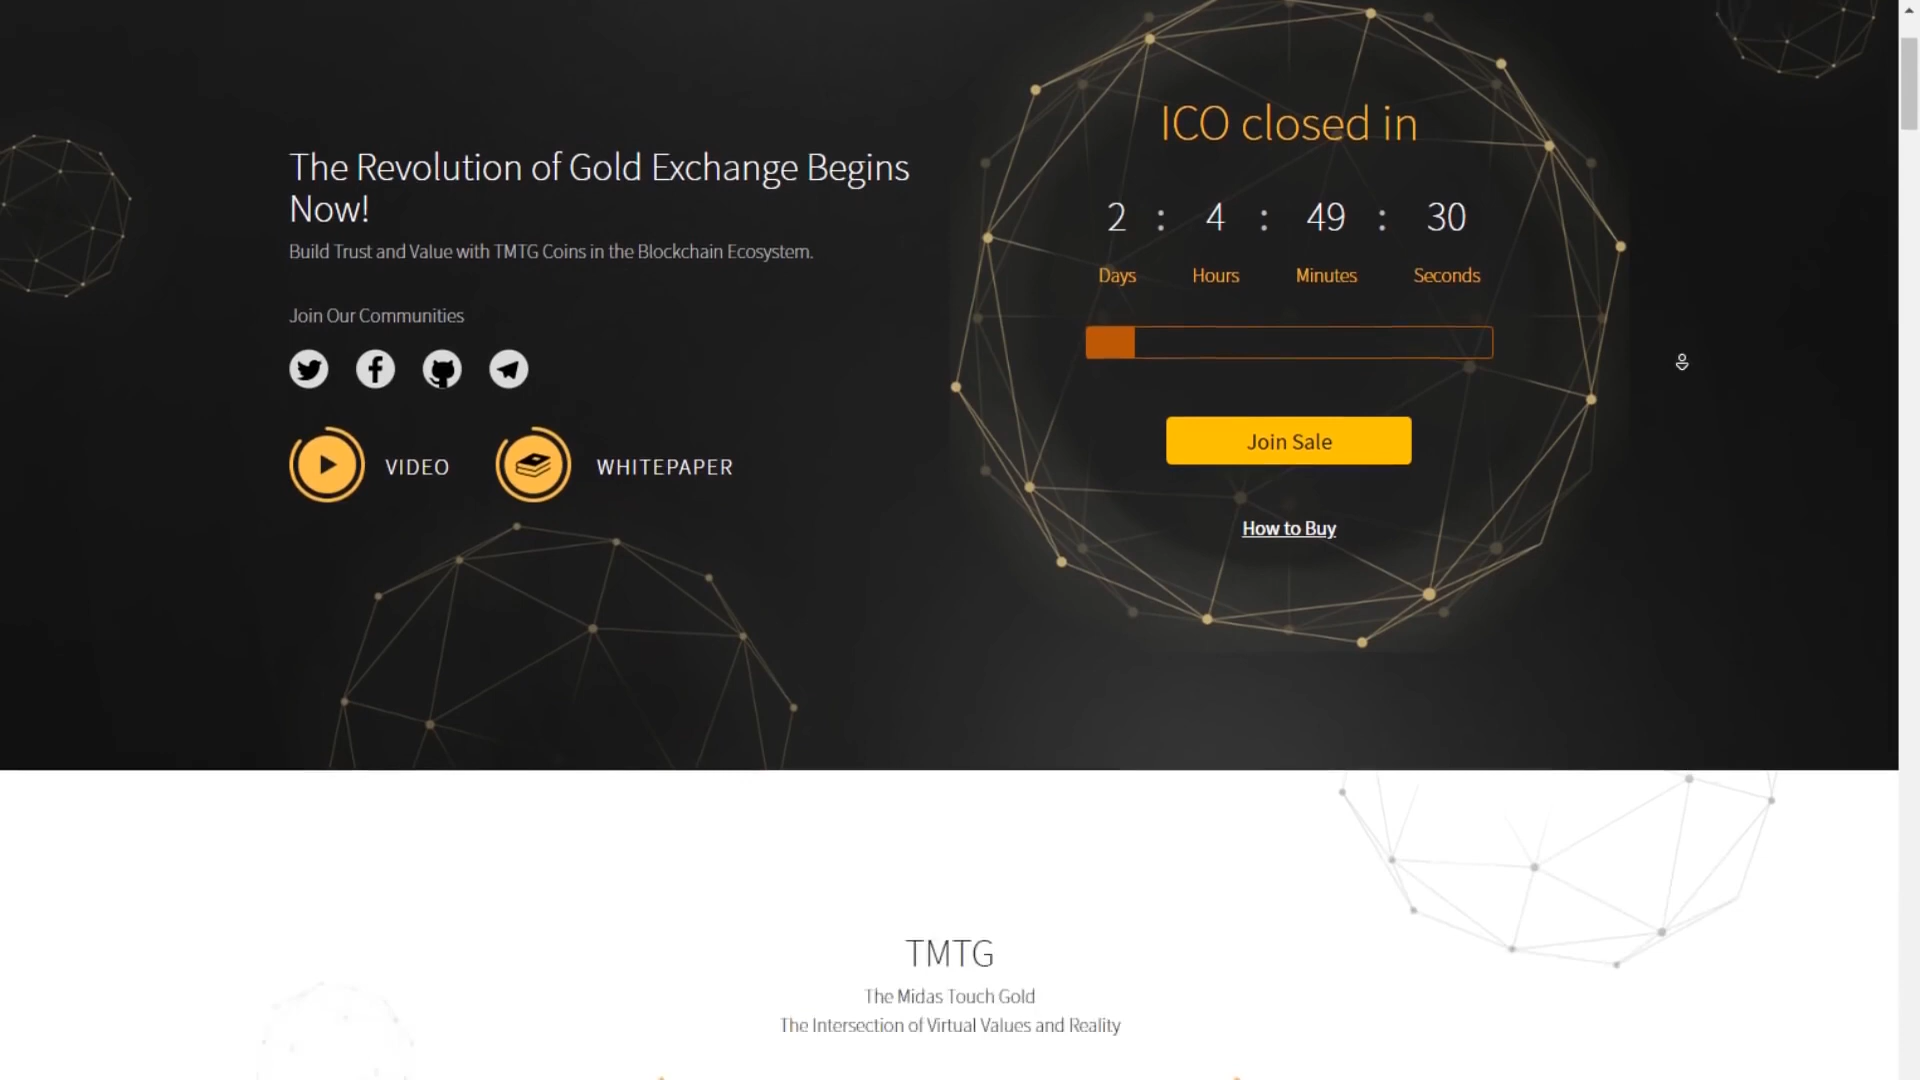 The Revolution of Gold Exchange Begins
Now!
Build Trust and Value with TMTG Coins in the Blockchain Ecosystem.
Join Our Communities
VIDEO
WHITEPAPER
ICO closed in
2 : 4 : 49 : 30
Days Hours Minutes Seconds
Join Sale
How to Buy
TMTG
The Midas Touch Gold
The Intersection of Virtual Values and Reality